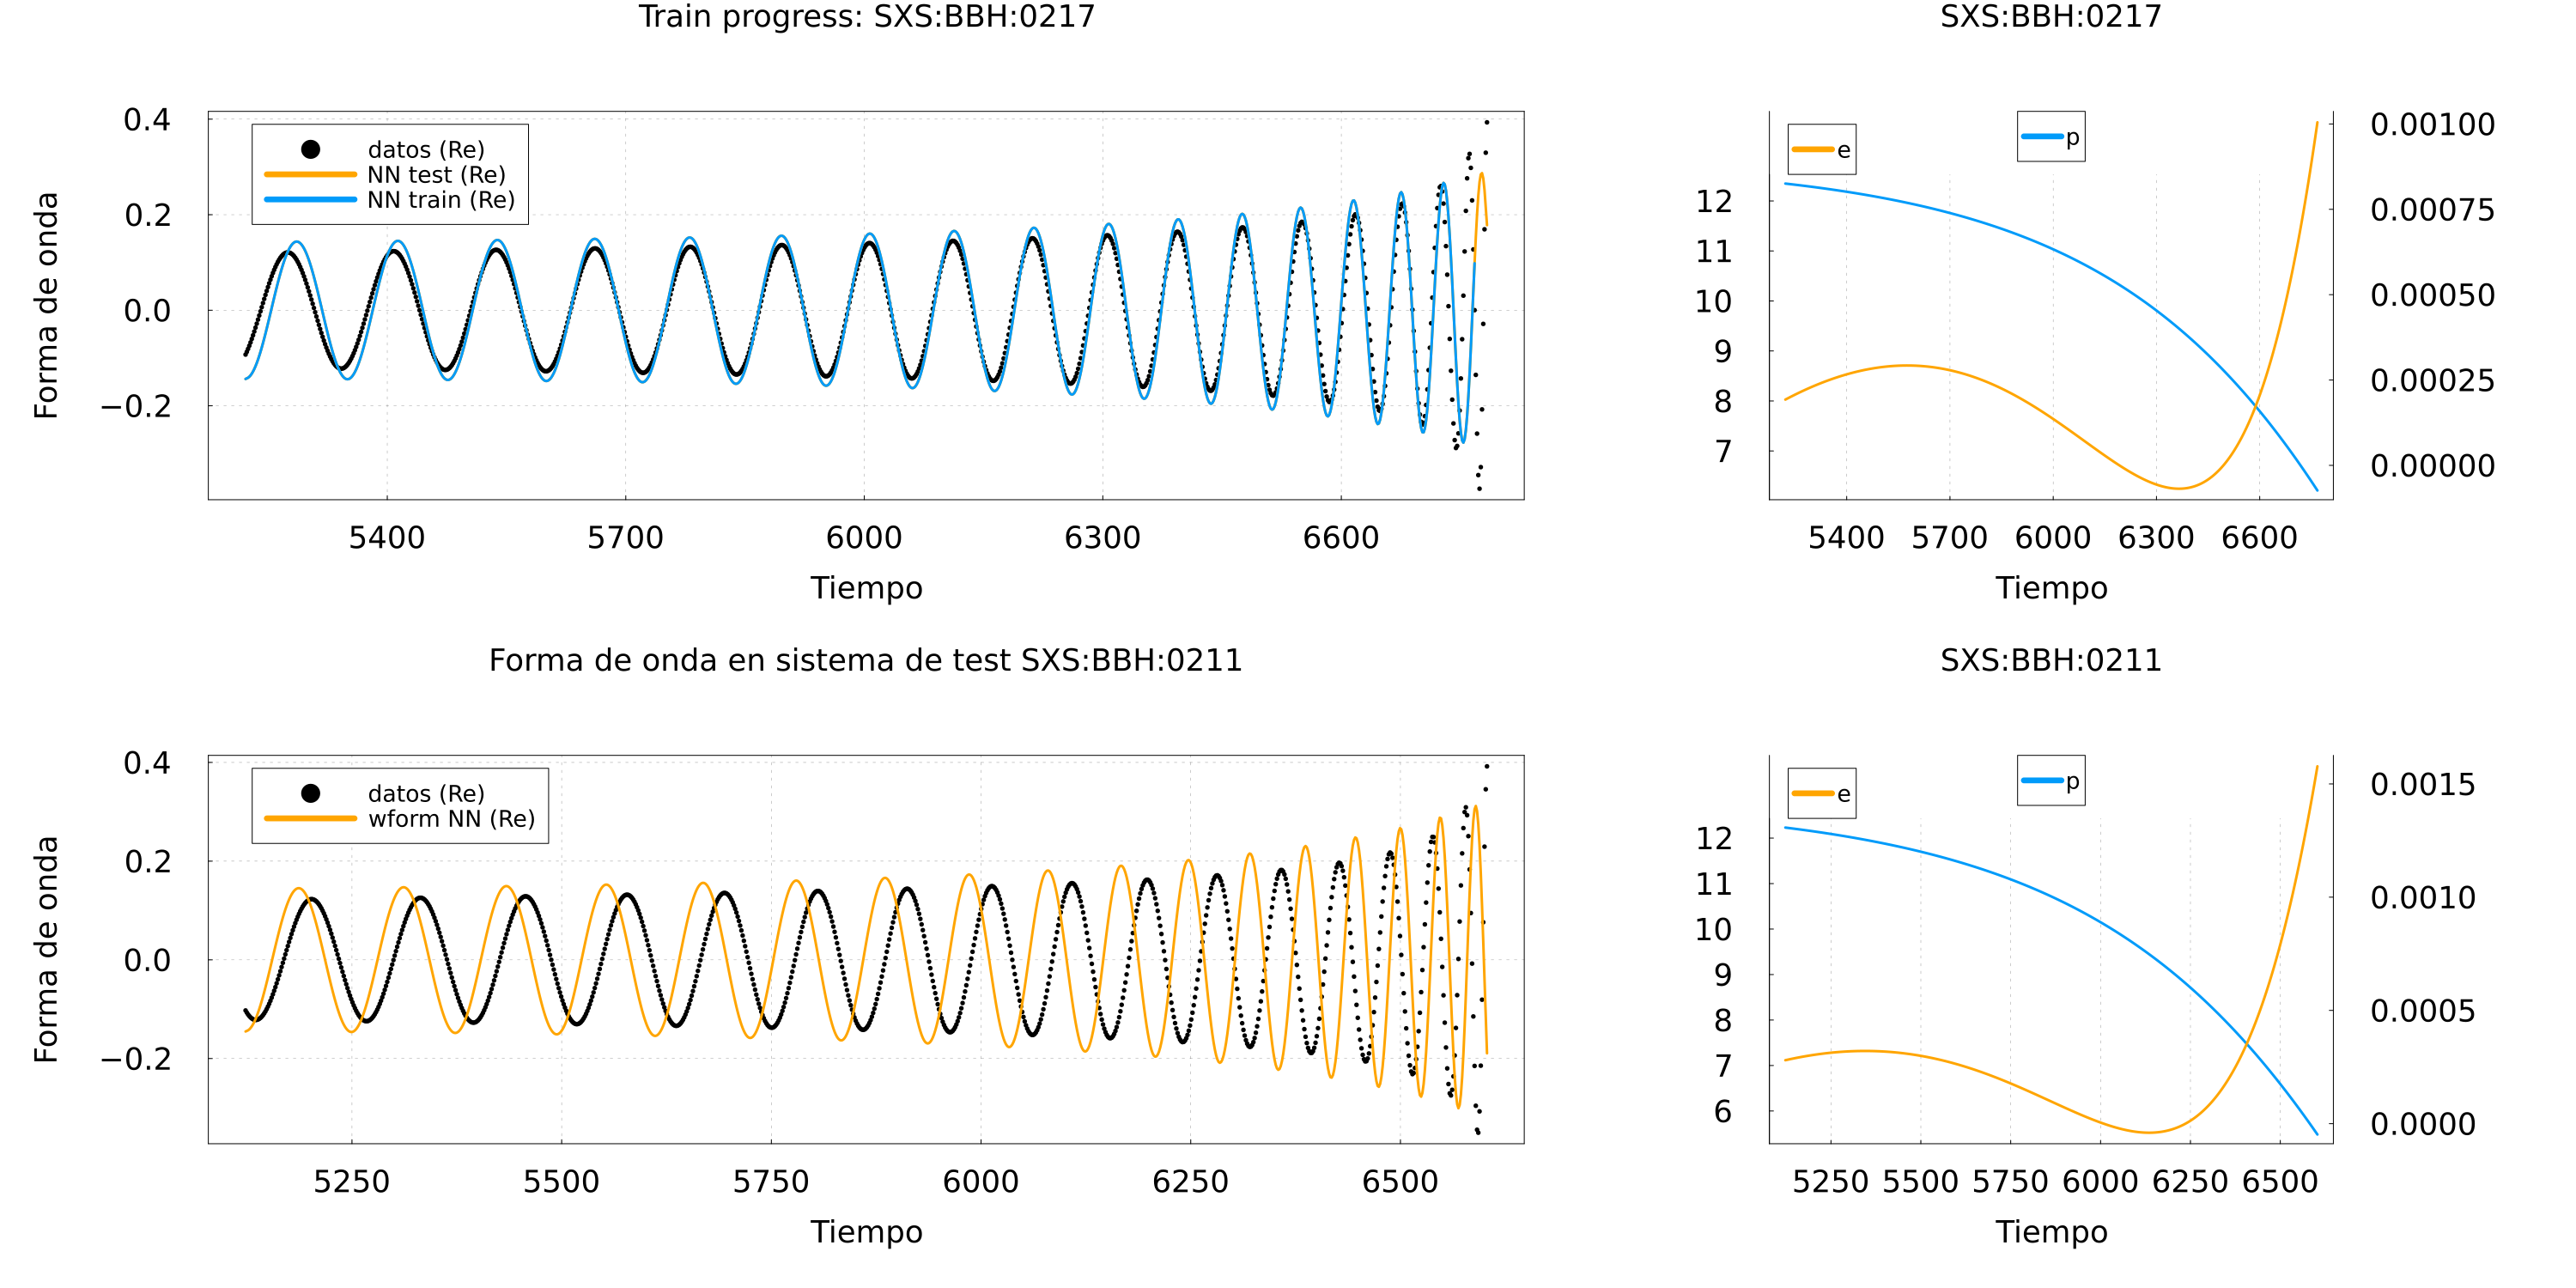 Train progress: SXS:BBH:0217
Forma de onda
0.4
0.2
0.0
−0.2
datos (Re)
NN test (Re)
NN train (Re)
5400 5700 6000 6300 6600
Tiempo
SXS:BBH:0217
e
p
12
11
10
9
8
7
0.00100
0.00075
0.00050
0.00025
0.00000
5400 5700 6000 6300 6600
Tiempo
Forma de onda en sistema de test SXS:BBH:0211
Forma de onda
0.4
0.2
0.0
−0.2
datos (Re)
wform NN (Re)
5250 5500 5750 6000 6250 6500
Tiempo
SXS:BBH:0211
e
p
12
11
10
9
8
7
6
0.0015
0.0010
0.0005
0.0000
5250 5500 5750 6000 6250 6500
Tiempo